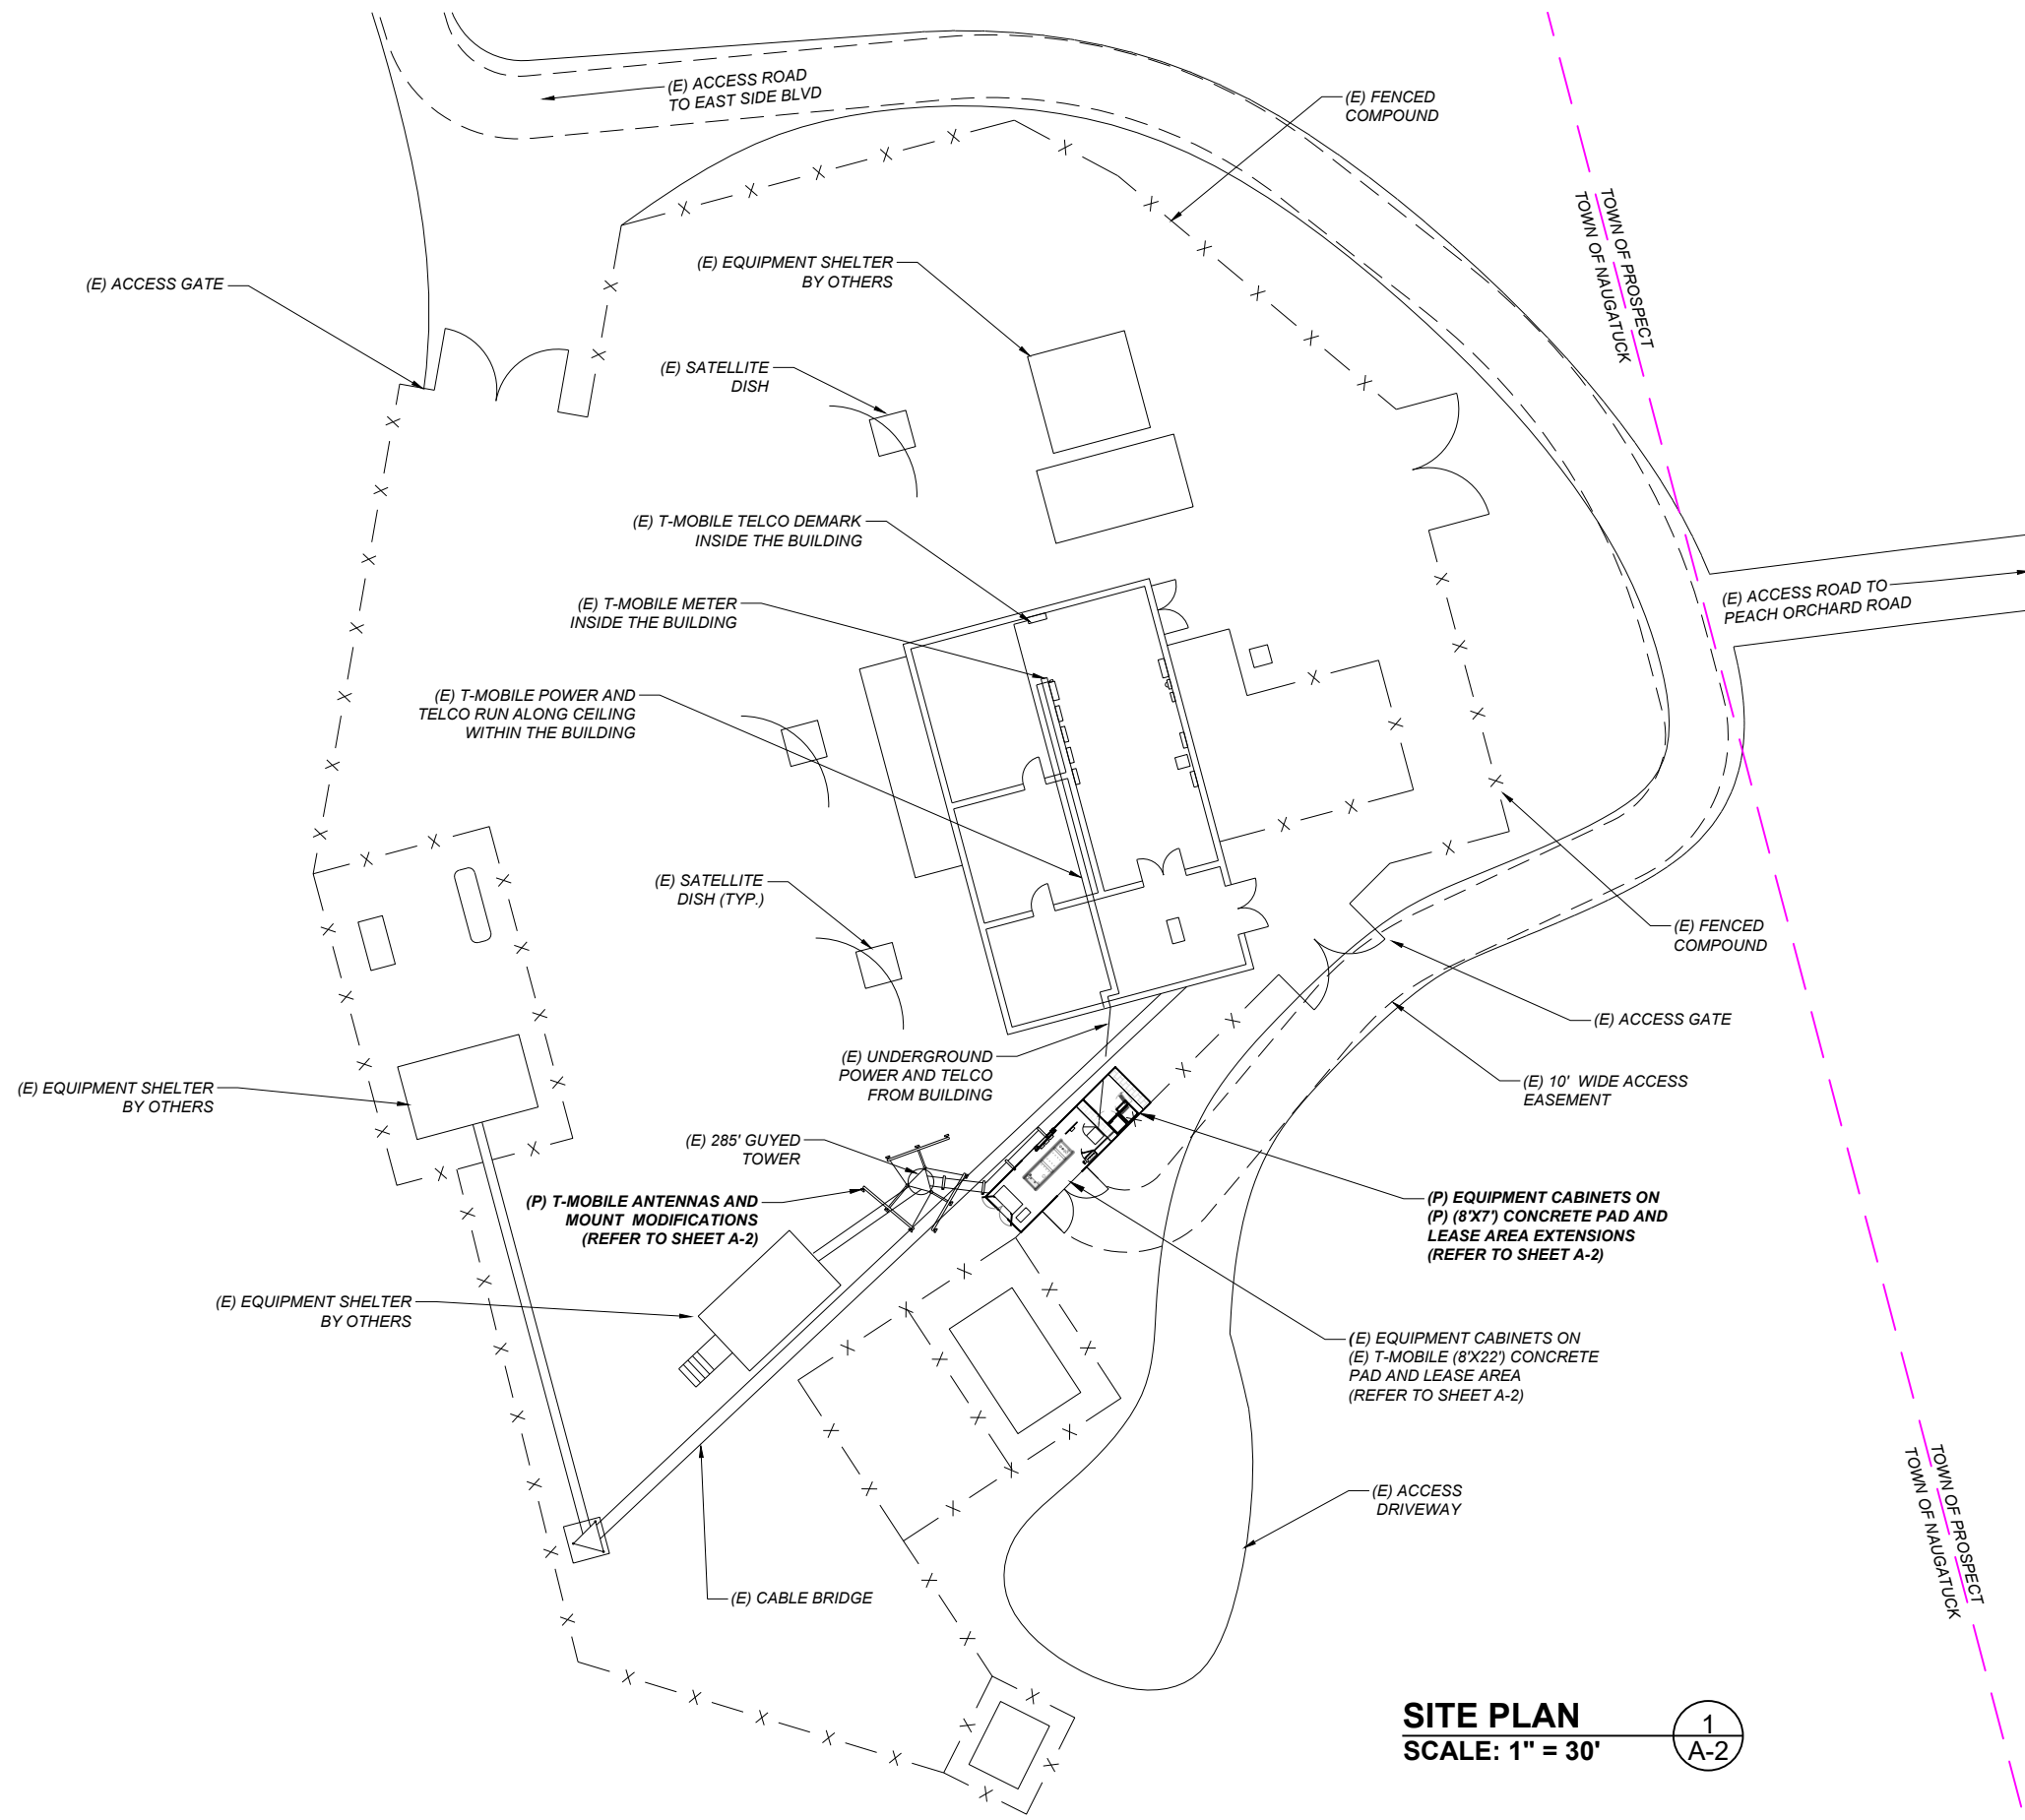 (E) ACCESS ROAD
TO EAST SIDE BLVD
(E) FENCED
COMPOUND
TOWN OF PROSPECT
TOWN OF NAUGATUCK
(E) ACCESS GATE
(E) EQUIPMENT SHELTER
BY OTHERS
(E) SATELLITE
DISH
(E) T-MOBILE TELCO DEMARK
INSIDE THE BUILDING
(E) T-MOBILE METER
INSIDE THE BUILDING
(E) ACCESS ROAD TO
PEACH ORCHARD ROAD
(E) T-MOBILE POWER AND
TELCO RUN ALONG CEILING
WITHIN THE BUILDING
(E) SATELLITE
DISH (TYP.)
(E) FENCED
COMPOUND
(E) ACCESS GATE
(E) UNDERGROUND
POWER AND TELCO
FROM BUILDING
(E) 10' WIDE ACCESS
EASEMENT
(E) EQUIPMENT SHELTER
BY OTHERS
(E) 285' GUYED
TOWER
(P) T-MOBILE ANTENNAS AND
MOUNT MODIFICATIONS
(REFER TO SHEET A-2)
(P) EQUIPMENT CABINETS ON
(P) (8'X7') CONCRETE PAD AND
LEASE AREA EXTENSIONS
(REFER TO SHEET A-2)
(E) EQUIPMENT SHELTER
BY OTHERS
(E) EQUIPMENT CABINETS ON
(E) T-MOBILE (8'X22') CONCRETE
PAD AND LEASE AREA
(REFER TO SHEET A-2)
(E) ACCESS
DRIVEWAY
TOWN OF PROSPECT
TOWN OF NAUGATUCK
(E) CABLE BRIDGE
SITE PLAN
SCALE: 1" = 30'
1
A-2